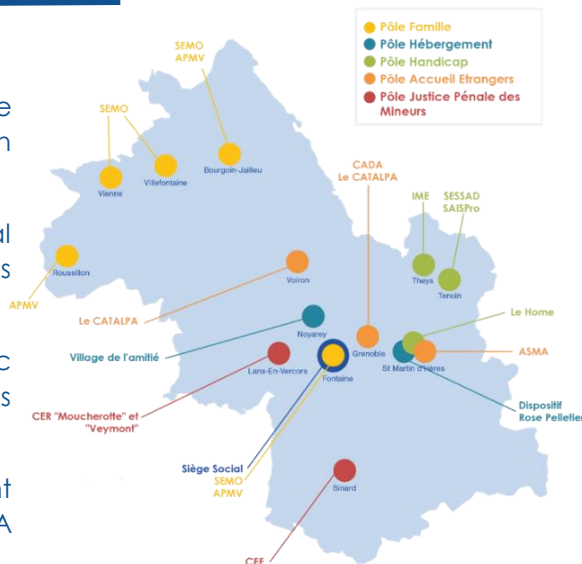 e
n
al
s
c
s
nt
A
Pôle Famille
Pôle Hébergement
Pôle Handicap
Pôle Accueil Etrangers
Pôle Justice Pénale des
Mineurs
SEMO
APMV
SEMO
Bourgoin-Jailleu
Villefontaine
Vienne
CADA
Le CATALPA
IME
SESSAD
SAISPro
Roussillon
APMV
Voiron
Theys
Tencin
Le CATALPA
Noyarey
Le Home
Village de l'amitié
Grenoble
ASMA
Lans-En-Vercors
Fontaine
St Martin d'Hères
CER "Moucherotte" et
"Veymont"
Dispositif
Rose Pelletier
Siège Social
SEMO
APMV
Sinard